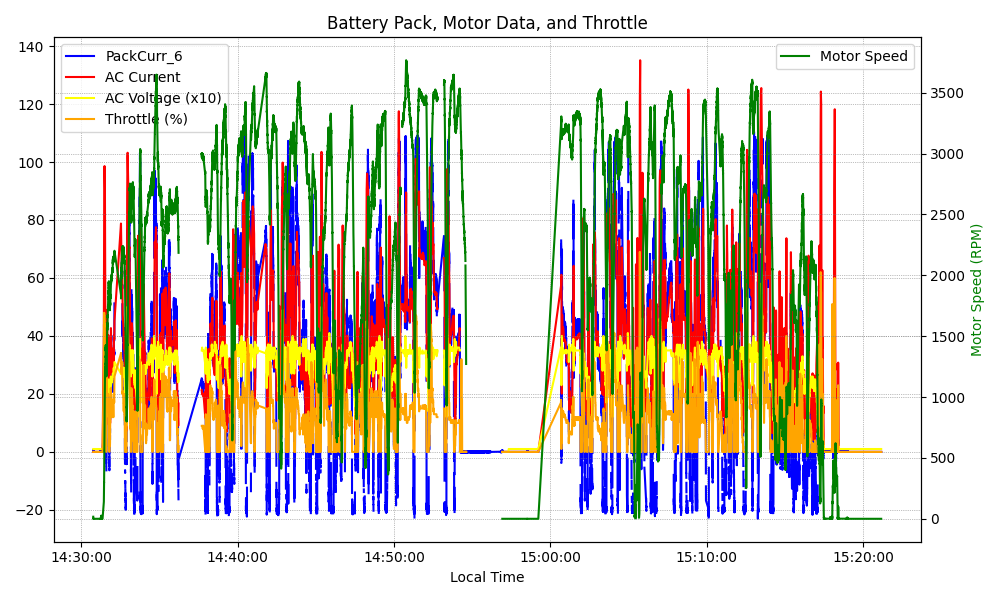 Battery Pack, Motor Data, and Throttle
PackCurr_6
AC Current
AC Voltage (x10)
Throttle (%)
Motor Speed
140
120
100
80
60
40
20
0
−20
3500
3000
2500
2000
1500
1000
500
0
Motor Speed (RPM)
14:30:00
14:40:00
14:50:00
15:00:00
15:10:00
15:20:00
Local Time